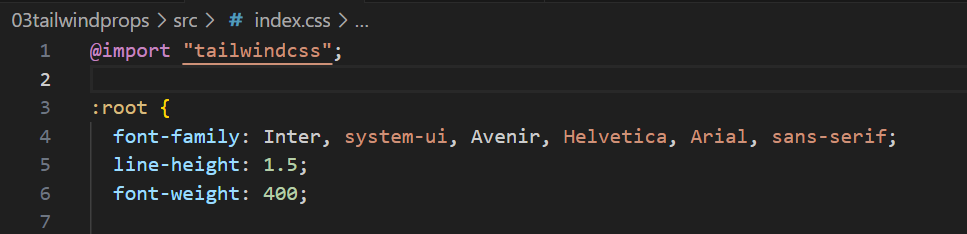 03tailwindprops > src > # index.css > ...
1 @import "tailwindcss";
2
3 :root {
4 font-family: Inter, system-ui, Avenir, Helvetica, Arial, sans-serif;
5 line-height: 1.5;
6 font-weight: 400;
7